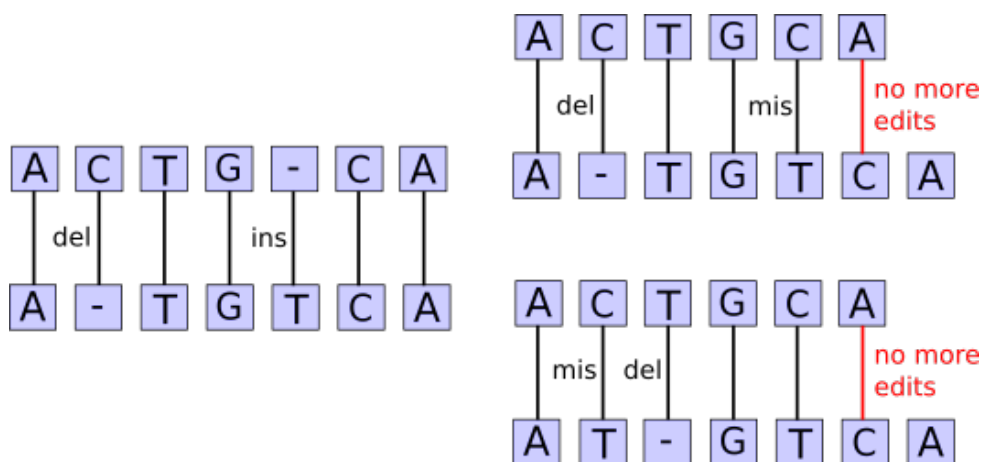 A C T G - C A
del ins
A - T G T C A
A C T G C A
del mis no more
edits
A - T G T C A
A C T G C A
mis del no more
edits
A T - G T C A